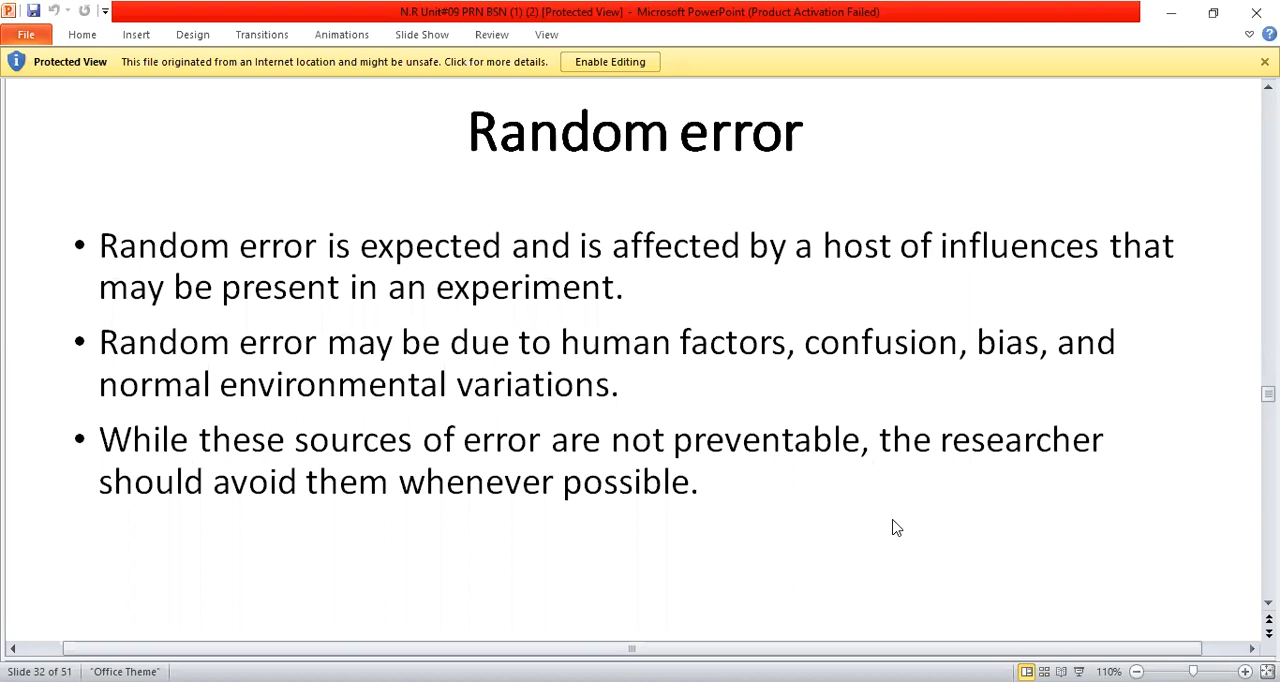 N.R Unit#09 PRN BSN (1) (2) [Protected View] - Microsoft PowerPoint (Product Activation Failed)
File Home Insert Design Transitions Animations Slide Show Review View
Protected View This file originated from an Internet location and might be unsafe. Click for more details. Enable Editing
Random error
• Random error is expected and is affected by a host of influences that
may be present in an experiment.
• Random error may be due to human factors, confusion, bias, and
normal environmental variations.
• While these sources of error are not preventable, the researcher
should avoid them whenever possible.
Slide 32 of 51 "Office Theme" 110%